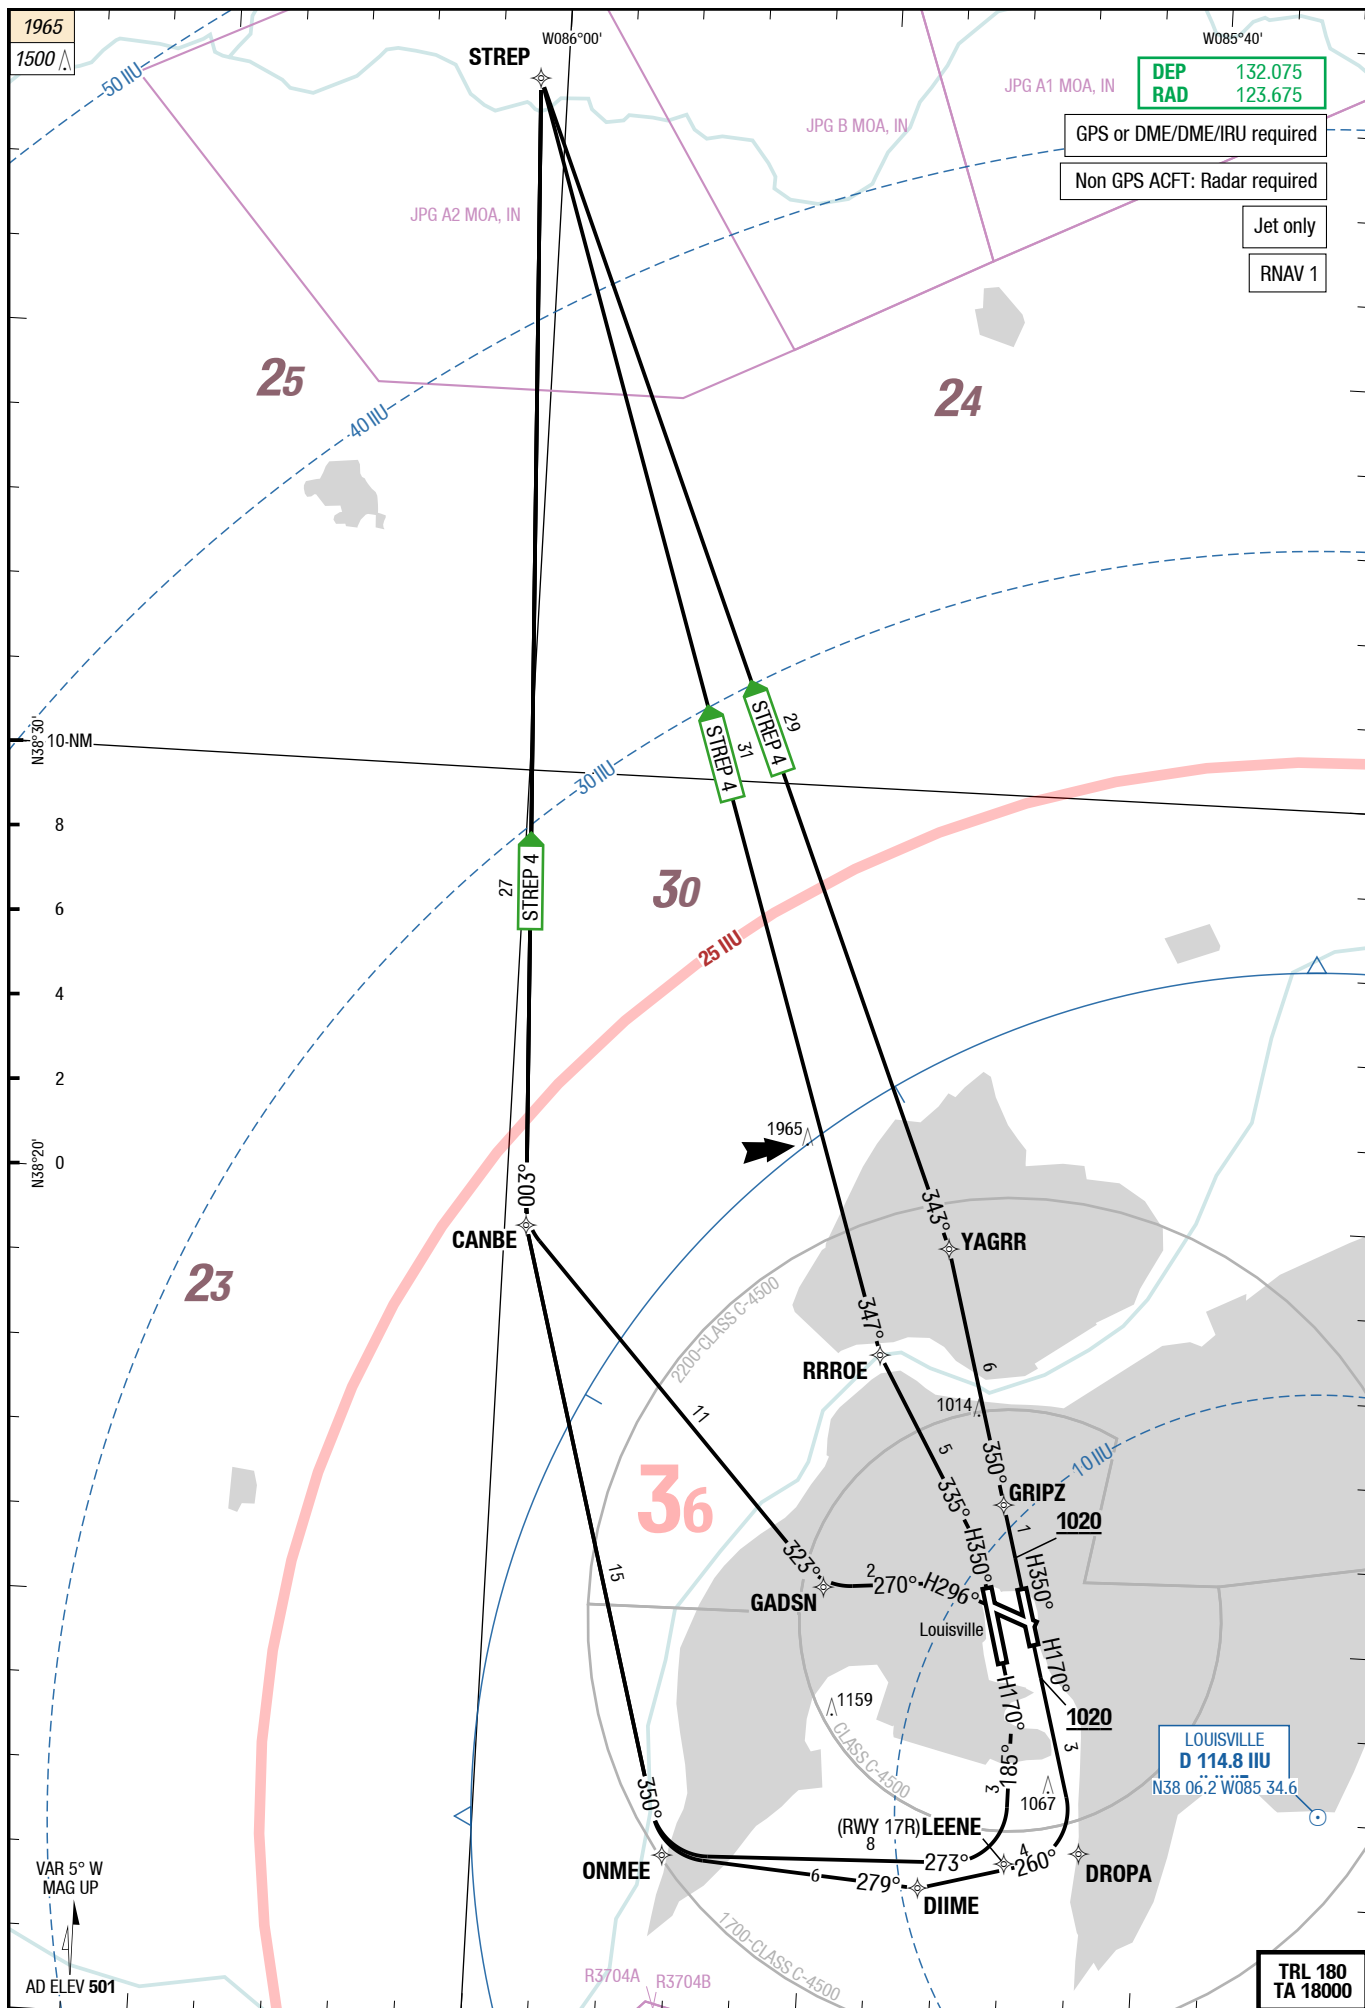 1965
1500
STREP
W086°00'
W085°40'
50 IIU
JPG A1 MOA, IN
DEP 132.075
RAD 123.675
JPG B MOA, IN
GPS or DME/DME/IRU required
Non GPS ACFT: Radar required
JPG A2 MOA, IN
Jet only
RNAV 1
25
24
40 IIU
N38°30'
10 NM
STREP 4
29
STREP 4
31
30 IIU
8
STREP 4
27
30
6
25 IIU
4
2
1965
N38°20'
0
003°
343°
CANBE
YAGRR
23
2200-CLASS C-4500
347°
RRROE
6
11
1014
5
350°
10 IIU
335°
GRIPZ
36
1
1020
H350°
H350°
323°
15
2
270°
H296°
GADSN
Louisville
H170°
H170°
1159
1020
CLASS C-4500
3
185°
3
LOUISVILLE
D 114.8 IIU
N38 06.2 W085 34.6
350°
1067
(RWY 17R) LEENE
8
273°
4
260°
ONMEE
DROPA
6
279°
DIIME
VAR 5° W
MAG UP
1700-CLASS C-4500
R3704A
R3704B
AD ELEV 501
TRL 180
TA 18000